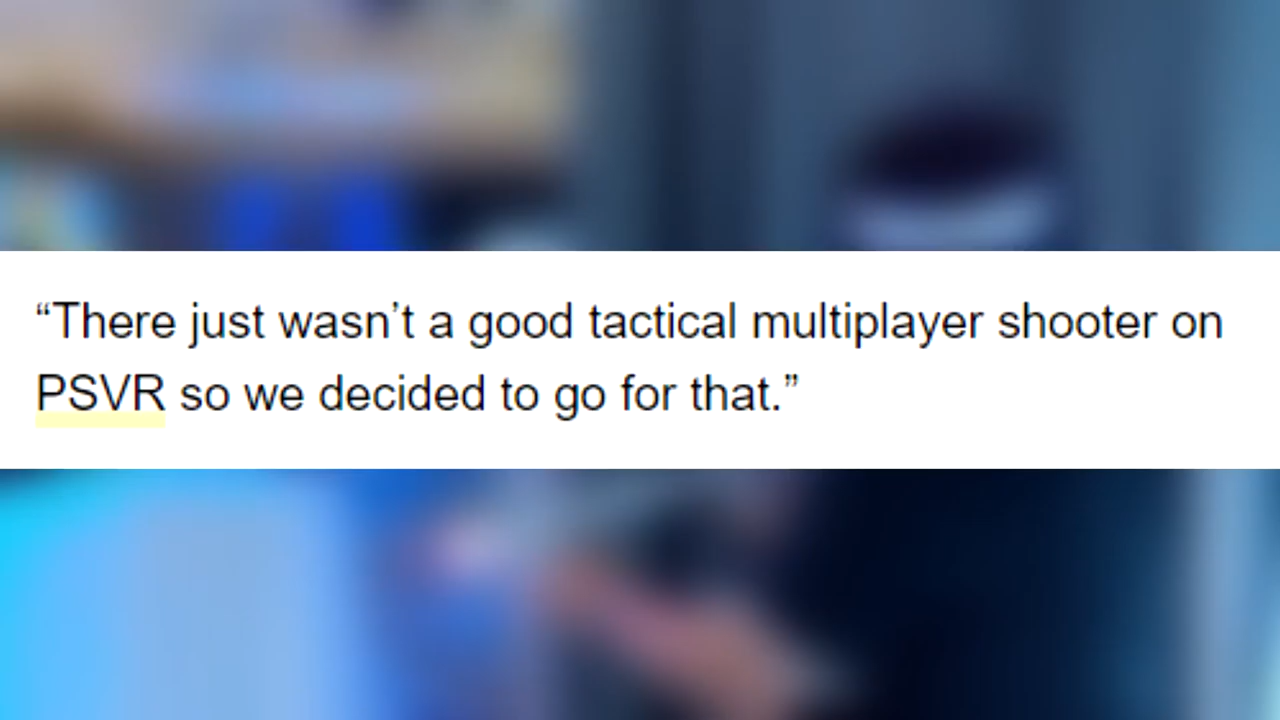 “There just wasn’t a good tactical multiplayer shooter on
PSVR so we decided to go for that.”